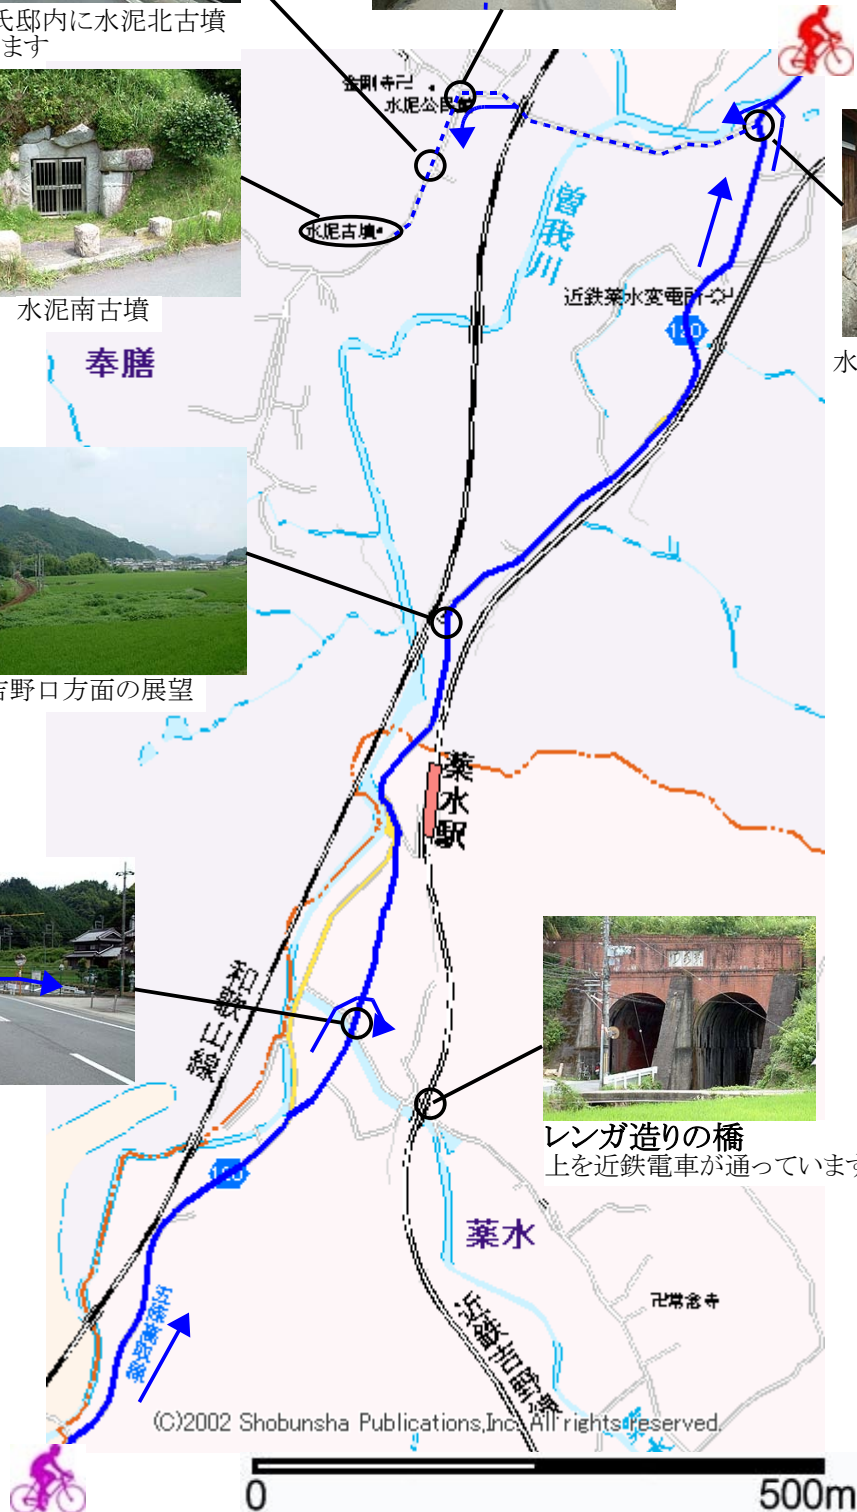 氏邸内に水泥北古墳
ます
金剛寺卍
水泥公民館
水泥古墳
曽我川
水泥南古墳
近鉄薬水変電所
120
奉膳
水
吉野口方面の展望
薬水駅
和歌山線
レンガ造りの橋
上を近鉄電車が通っています
120
薬水
卍常念寺
近鉄吉野線
(C)2002 Shobunsha Publications,Inc. All rights reserved.
0
500m